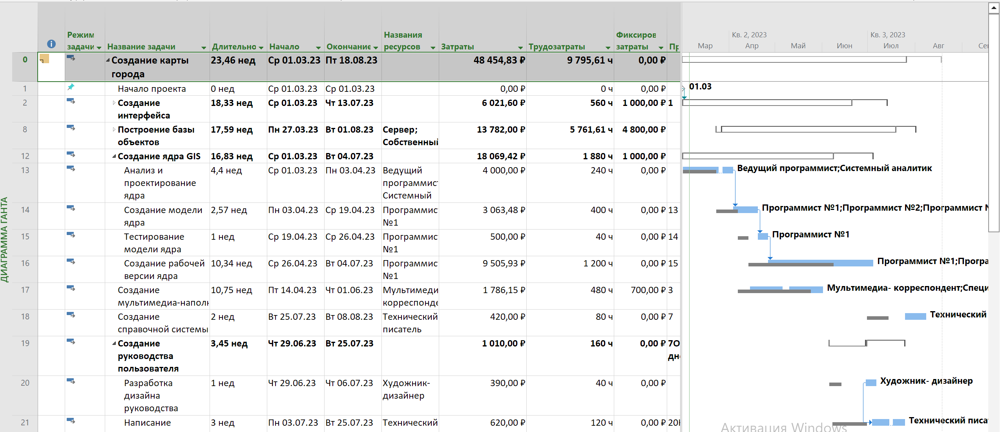 Режим задачи Название задачи Длительно Начало Окончание Названия ресурсов Затраты Трудозатраты Фиксиров затраты
Кв. 2, 2023 Кв. 3, 2023
Мар Апр Май Июн Июл Авг
0 Создание карты города 23,46 нед Ср 01.03.23 Пт 18.08.23 48 454,83 ₽ 9 795,61 ч 0,00 ₽
1 Начало проекта 0 нед Ср 01.03.23 Ср 01.03.23 0,00 ₽ 0 ч 0,00 ₽ 01.03
2 Создание интерфейса 18,33 нед Ср 01.03.23 Чт 13.07.23 6 021,60 ₽ 560 ч 1 000,00 ₽ 1
8 Построение базы объектов 17,59 нед Пн 27.03.23 Вт 01.08.23 Сервер; Собственный 13 782,00 ₽ 5 761,61 ч 4 800,00 ₽
12 Создание ядра GIS 16,83 нед Ср 01.03.23 Вт 04.07.23 18 069,42 ₽ 1 880 ч 1 000,00 ₽
13 Анализ и проектирование ядра 4,4 нед Ср 01.03.23 Пн 03.04.23 Ведущий программист Системный 4 000,00 ₽ 240 ч 0,00 ₽ Ведущий программист;Системный аналитик
14 Создание модели ядра 2,57 нед Пн 03.04.23 Ср 19.04.23 Программист №1 3 063,48 ₽ 400 ч 0,00 ₽ 13 Программист №1;Программист №2;Программист
15 Тестирование модели ядра 1 нед Ср 19.04.23 Ср 26.04.23 Программист №1 500,00 ₽ 40 ч 0,00 ₽ 14 Программист №1
16 Создание рабочей версии ядра 10,34 нед Ср 26.04.23 Вт 04.07.23 Программист №1 9 505,93 ₽ 1 200 ч 0,00 ₽ 15 Программист №1;Програ
17 Создание мультимедиа-наполн 10,75 нед Пт 14.04.23 Чт 01.06.23 Мультимеди корреспонде 1 786,15 ₽ 480 ч 700,00 ₽ 3 Мультимедиа- корреспондент;Специ
18 Создание справочной системы 2 нед Вт 25.07.23 Вт 08.08.23 Технический писатель 420,00 ₽ 80 ч 0,00 ₽ 7 Технический
19 Создание руководства пользователя 3,45 нед Чт 29.06.23 Вт 25.07.23 1 010,00 ₽ 160 ч 0,00 ₽ 7О дн
20 Разработка дизайна руководства 1 нед Чт 29.06.23 Чт 06.07.23 Художник- дизайнер 390,00 ₽ 40 ч 0,00 ₽ Художник- дизайнер
21 Написание 3 нед Пн 03.07.23 Вт 25.07.23 Технический 620,00 ₽ 120 ч 0,00 ₽ Технический писа
ДИАГРАММА ГАНТА
Активация Windows